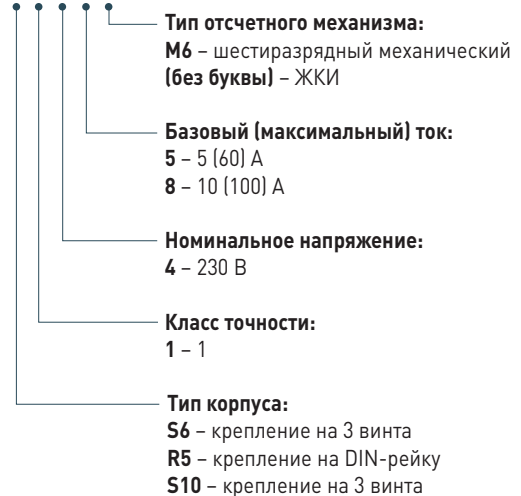 Тип отсчетного механизма:
М6 – шестиразрядный механический
(без буквы) – ЖКИ
Базовый (максимальный) ток:
5 – 5 (60) А
8 – 10 (100) А
Номинальное напряжение:
4 – 230 В
Класс точности:
1 – 1
Тип корпуса:
S6 – крепление на 3 винта
R5 – крепление на DIN-рейку
S10 – крепление на 3 винта